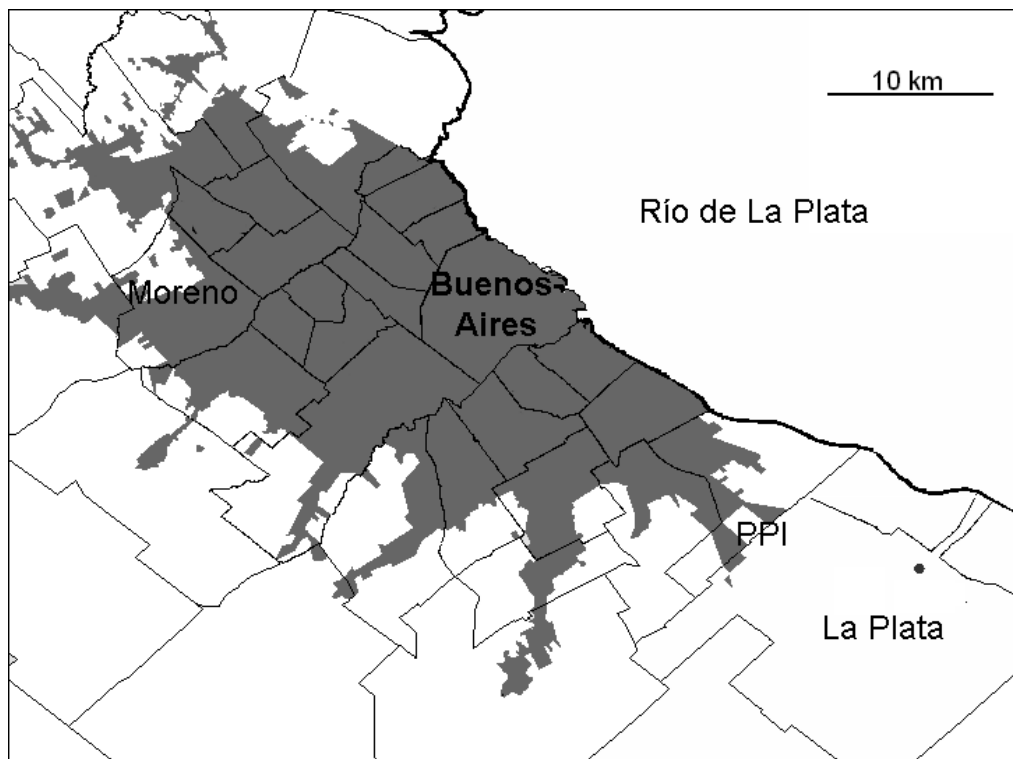 10 km
Río de La Plata
Moreno
Buenos-
Aires
PPI
La Plata